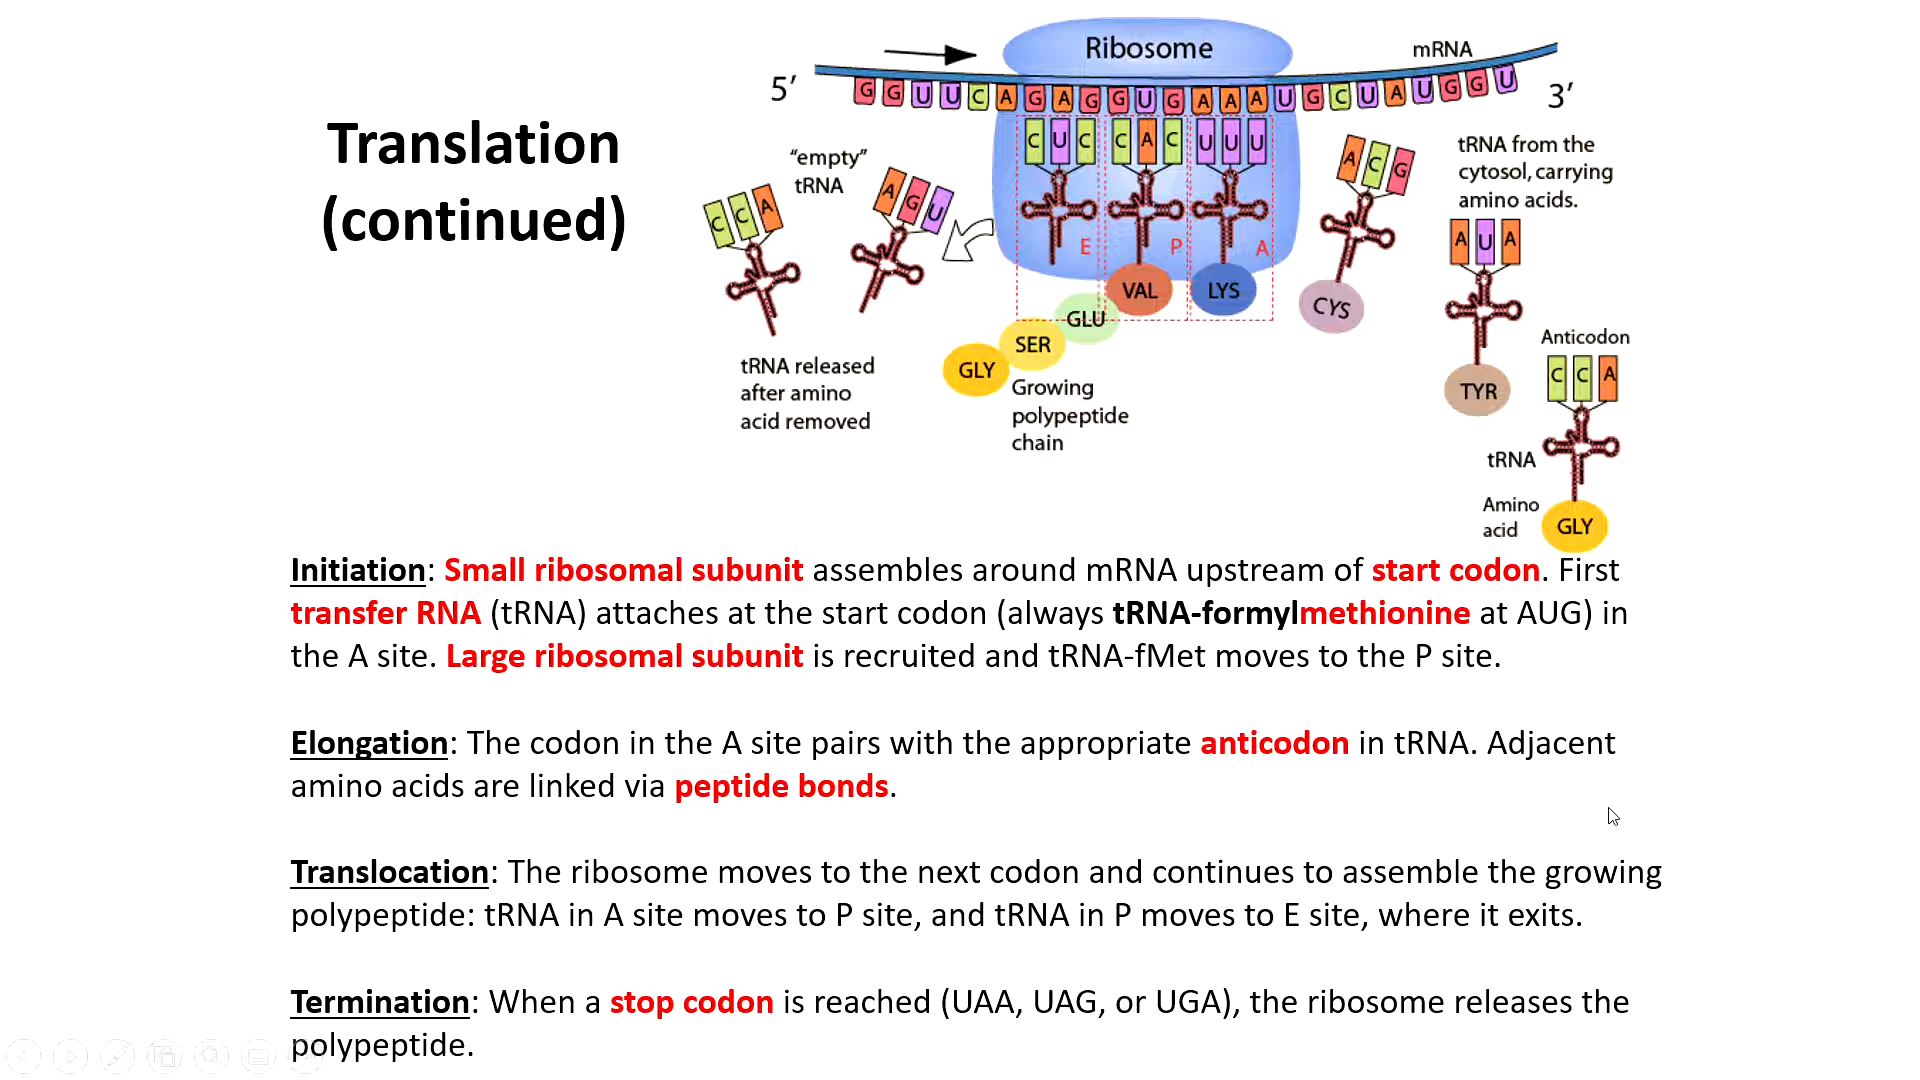 Translation
(continued)
Ribosome
mRNA
5′
G G U U C A G A G G U G A A A U G C U A U G G U
3′
C U C C A C U U U
"empty"
tRNA
C C A
A G U
A C G
tRNA from the
cytosol, carrying
amino acids.
A U A
E P A
VAL
LYS
CYS
GLU
SER
GLY
TYR
Anticodon
C C A
tRNA released
after amino
acid removed
Growing
polypeptide
chain
tRNA
Amino
acid
GLY
Initiation: Small ribosomal subunit assembles around mRNA upstream of start codon. First
transfer RNA (tRNA) attaches at the start codon (always tRNA-formylmethionine at AUG) in
the A site. Large ribosomal subunit is recruited and tRNA-fMet moves to the P site.
Elongation: The codon in the A site pairs with the appropriate anticodon in tRNA. Adjacent
amino acids are linked via peptide bonds.
Translocation: The ribosome moves to the next codon and continues to assemble the growing
polypeptide: tRNA in A site moves to P site, and tRNA in P moves to E site, where it exits.
Termination: When a stop codon is reached (UAA, UAG, or UGA), the ribosome releases the
polypeptide.